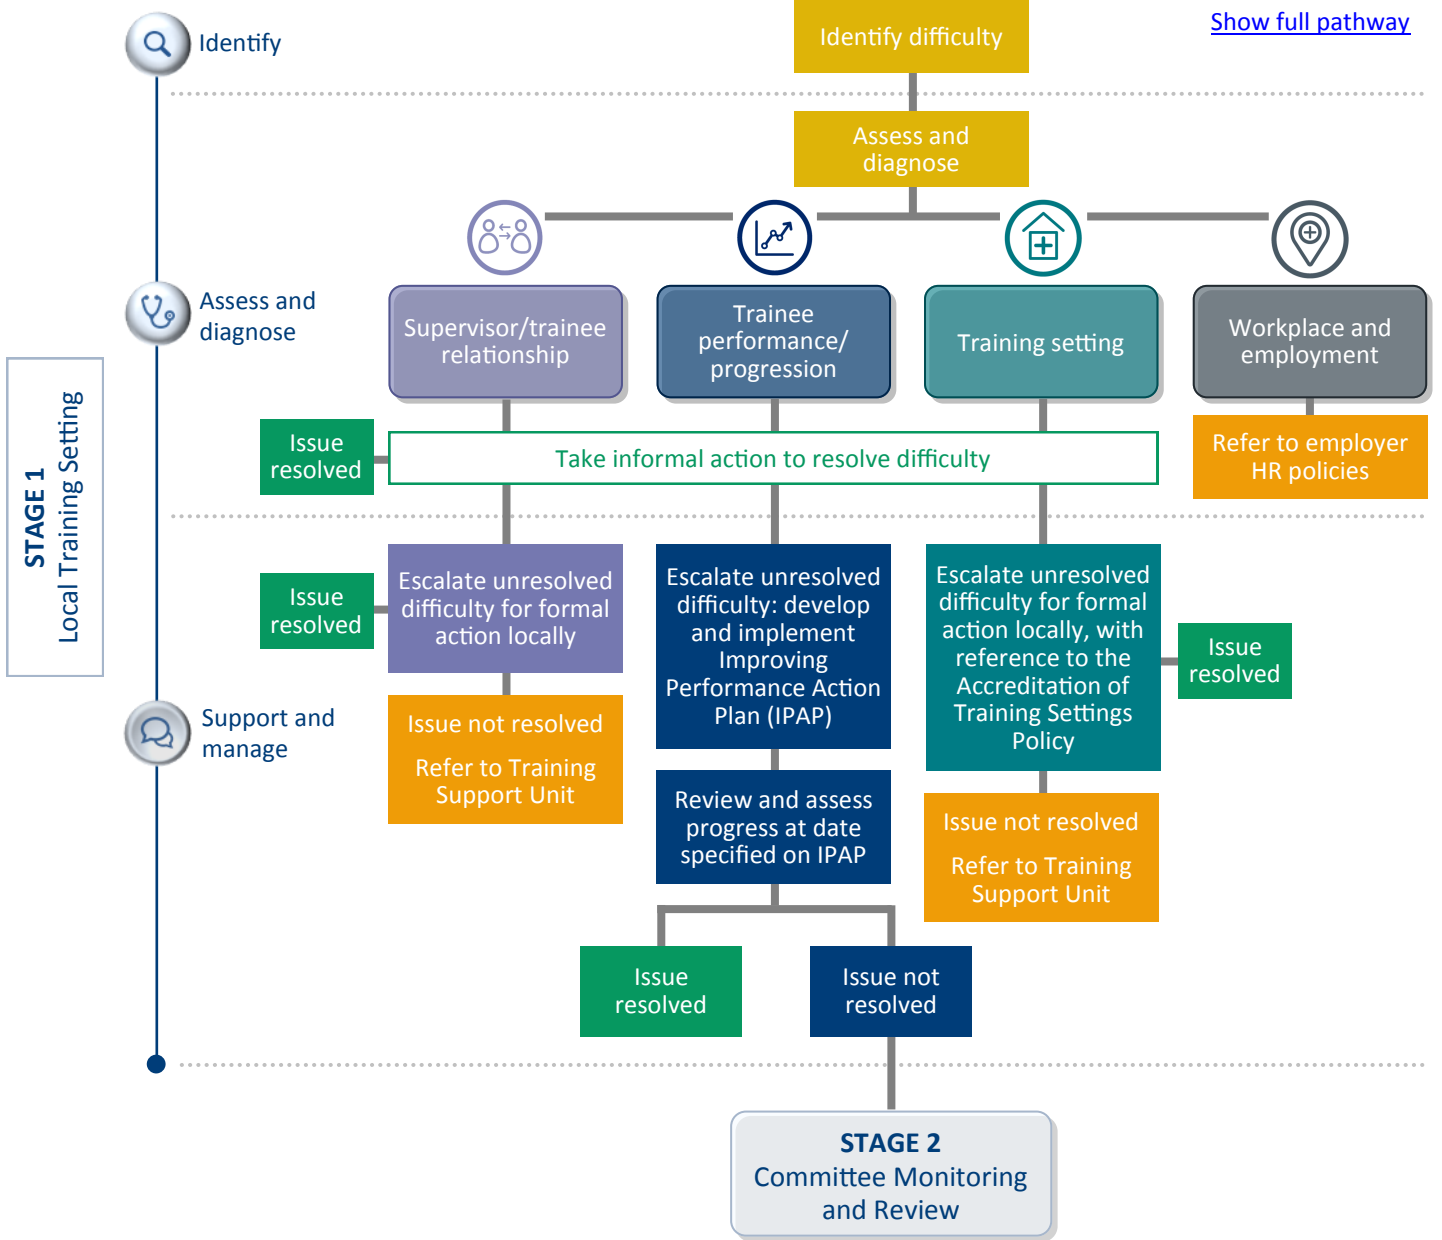 Identify
Identify difficulty
Show full pathway
Assess and
diagnose
Assess and
diagnose
Supervisor/trainee
relationship
Trainee
performance/
progression
Training setting
Workplace and
employment
STAGE 1
Local Training Setting
Issue
resolved
Take informal action to resolve difficulty
Refer to employer
HR policies
Issue
resolved
Escalate unresolved
difficulty for formal
action locally
Escalate unresolved
difficulty: develop
and implement
Improving
Performance Action
Plan (IPAP)
Escalate unresolved
difficulty for formal
action locally, with
reference to the
Accreditation of
Training Settings
Policy
Issue
resolved
Support and
manage
Issue not resolved
Refer to Training
Support Unit
Review and assess
progress at date
specified on IPAP
Issue not resolved
Refer to Training
Support Unit
Issue
resolved
Issue not
resolved
STAGE 2
Committee Monitoring
and Review